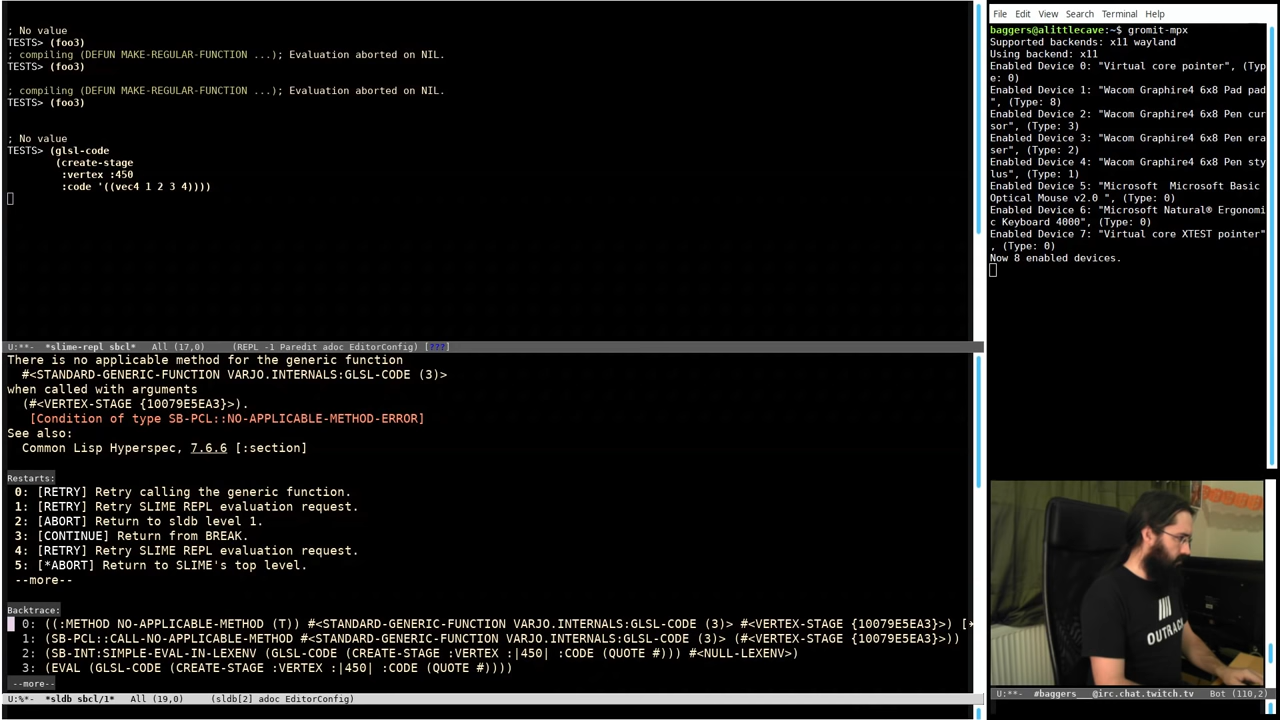 ; No value
TESTS> (foo3)
; compiling (DEFUN MAKE-REGULAR-FUNCTION ...); Evaluation aborted on NIL.
TESTS> (foo3)
; compiling (DEFUN MAKE-REGULAR-FUNCTION ...); Evaluation aborted on NIL.
TESTS> (foo3)
; No value
TESTS> (glsl-code
(create-stage
:vertex :450
:code '((vec4 1 2 3 4))))
U:**- *slime-repl sbcl* All (17,0) (REPL -1 Paredit adoc EditorConfig) [???]
There is no applicable method for the generic function
#<STANDARD-GENERIC-FUNCTION VARJO.INTERNALS:GLSL-CODE (3)>
when called with arguments
(#<VERTEX-STAGE {10079E5EA3}>).
[Condition of type SB-PCL::NO-APPLICABLE-METHOD-ERROR]
See also:
Common Lisp Hyperspec, 7.6.6 [:section]
Restarts:
0: [RETRY] Retry calling the generic function.
1: [RETRY] Retry SLIME REPL evaluation request.
2: [ABORT] Return to sldb level 1.
3: [CONTINUE] Return from BREAK.
4: [RETRY] Retry SLIME REPL evaluation request.
5: [*ABORT] Return to SLIME's top level.
--more--
Backtrace:
0: ((:METHOD NO-APPLICABLE-METHOD (T)) #<STANDARD-GENERIC-FUNCTION VARJO.INTERNALS:GLSL-CODE (3)> #<VERTEX-STAGE {10079E5EA3}>) [
1: (SB-PCL::CALL-NO-APPLICABLE-METHOD #<STANDARD-GENERIC-FUNCTION VARJO.INTERNALS:GLSL-CODE (3)> (#<VERTEX-STAGE {10079E5EA3}>))
2: (SB-INT:SIMPLE-EVAL-IN-LEXENV (GLSL-CODE (CREATE-STAGE :VERTEX :|450| :CODE (QUOTE #))) #<NULL-LEXENV>)
3: (EVAL (GLSL-CODE (CREATE-STAGE :VERTEX :|450| :CODE (QUOTE #))))
--more--
U:%*- *sldb sbcl/1* All (19,0) (sldb[2] adoc EditorConfig)
File Edit View Search Terminal Help
baggers@alittlecave:~$ gromit-mpx
Supported backends: x11 wayland
Using backend: x11
Enabled Device 0: "Virtual core pointer", (Typ
e: 0)
Enabled Device 1: "Wacom Graphire4 6x8 Pad pad
", (Type: 8)
Enabled Device 2: "Wacom Graphire4 6x8 Pen cur
sor", (Type: 3)
Enabled Device 3: "Wacom Graphire4 6x8 Pen era
ser", (Type: 2)
Enabled Device 4: "Wacom Graphire4 6x8 Pen sty
lus", (Type: 1)
Enabled Device 5: "Microsoft  Microsoft Basic
Optical Mouse v2.0 ", (Type: 0)
Enabled Device 6: "Microsoft Natural® Ergonomi
c Keyboard 4000", (Type: 0)
Enabled Device 7: "Virtual core XTEST pointer"
, (Type: 0)
Now 8 enabled devices.
OUTRAC
U:**- #baggers___@irc.chat.twitch.tv Bot (110,2)